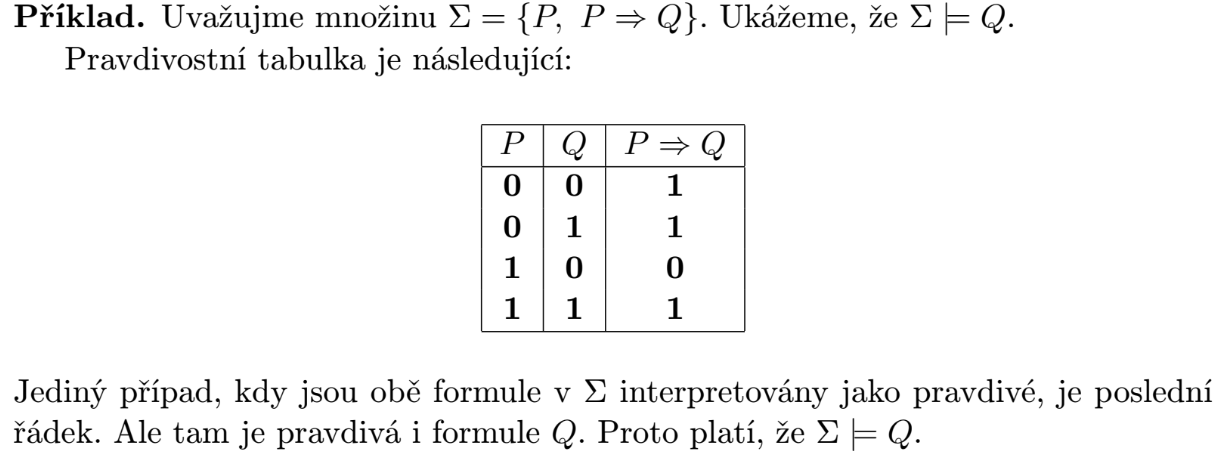 Příklad. Uvažujme množinu Σ = {P, P ⇒ Q}. Ukážeme, že Σ ⊨ Q.
Pravdivostní tabulka je následující:
P Q P ⇒ Q
0 0 1
0 1 1
1 0 0
1 1 1
Jediný případ, kdy jsou obě formule v Σ interpretovány jako pravdivé, je poslední
řádek. Ale tam je pravdivá i formule Q. Proto platí, že Σ ⊨ Q.